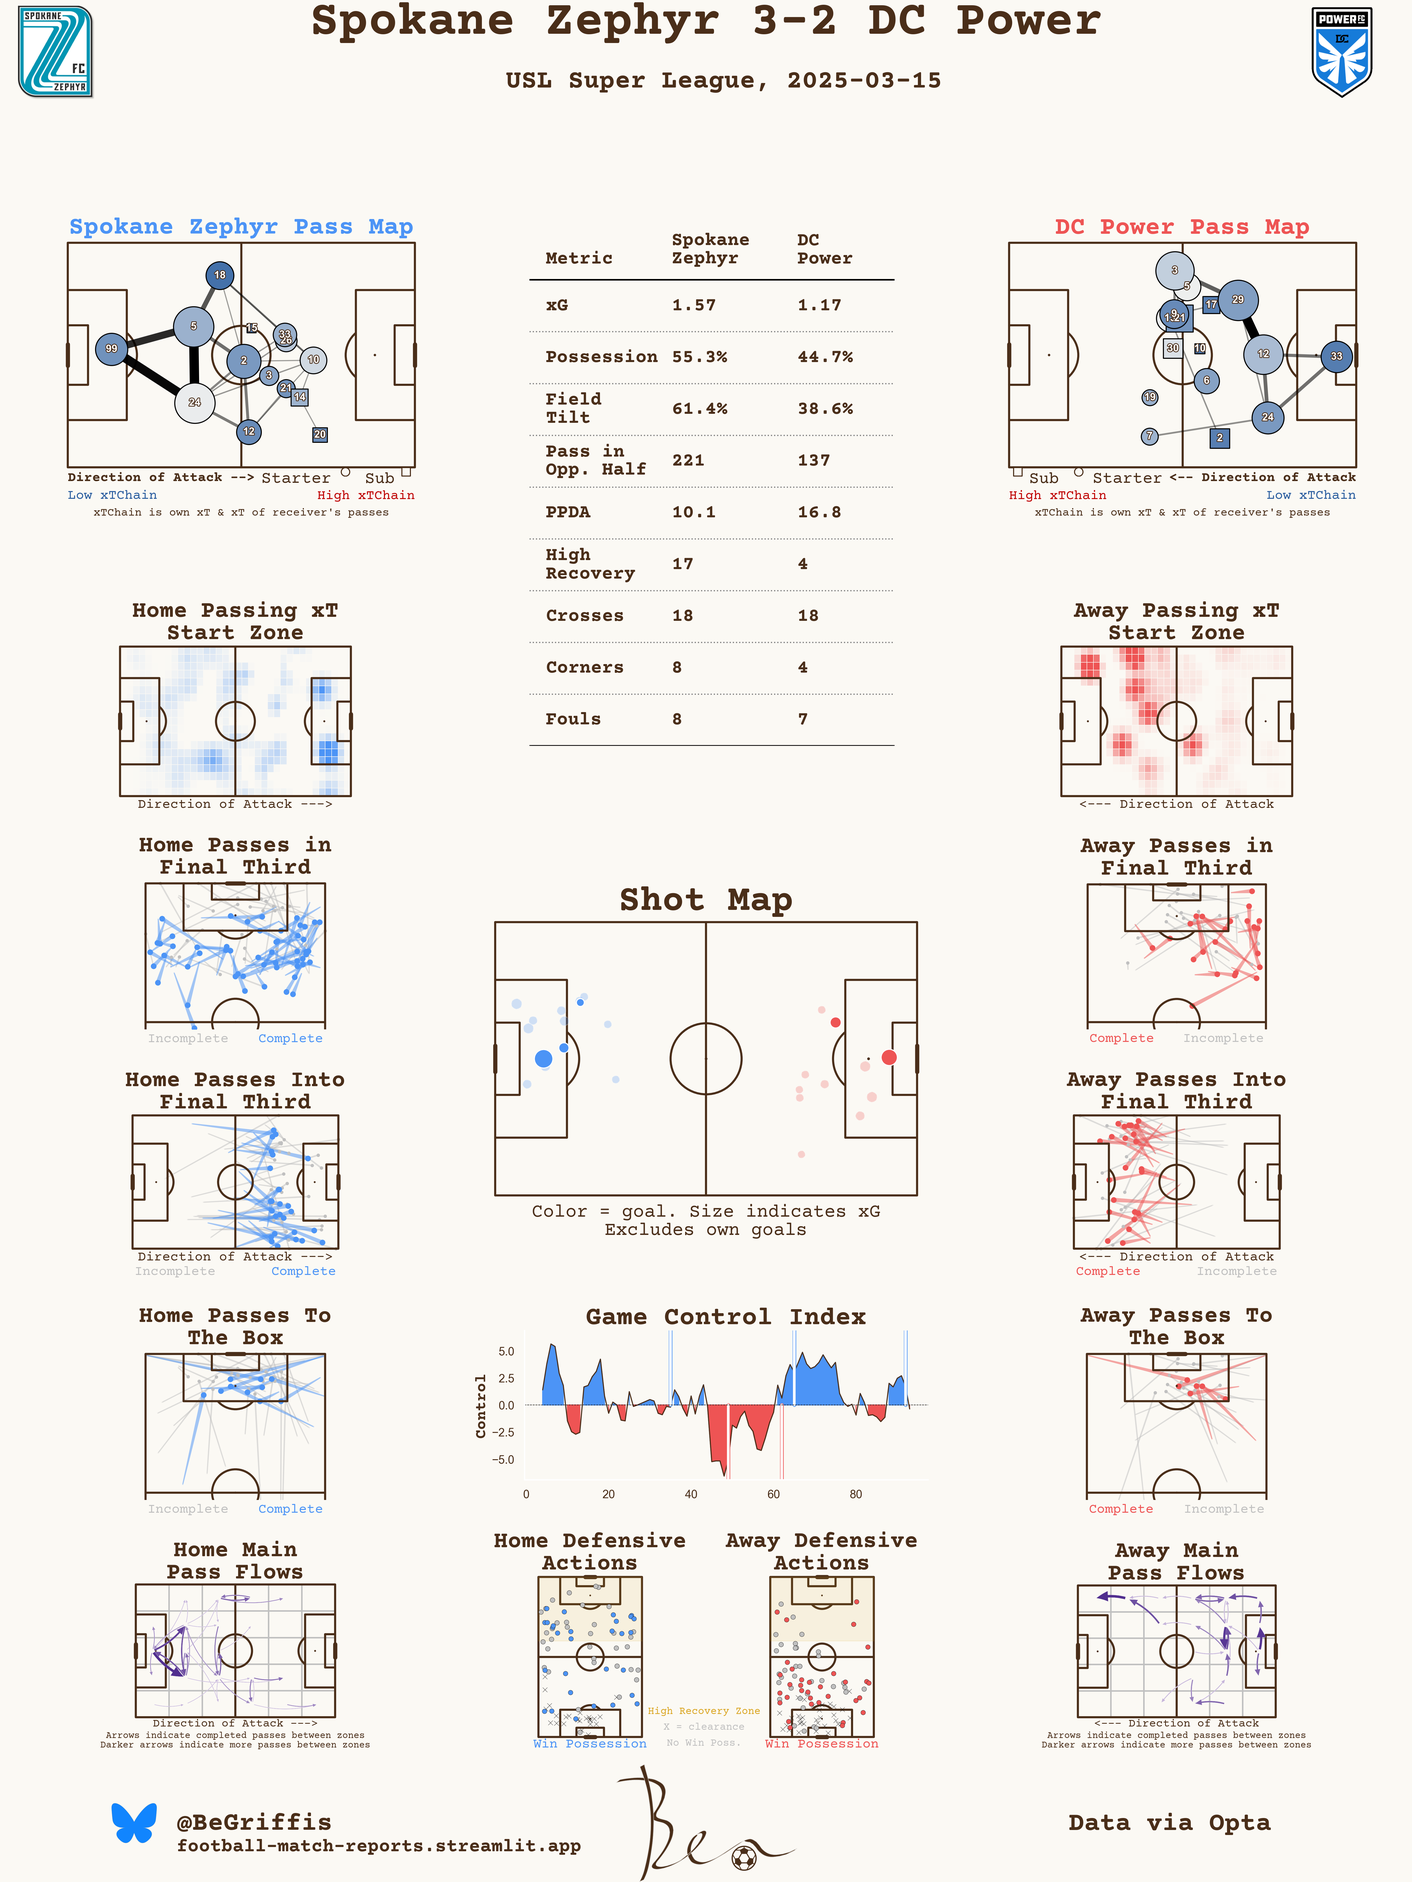 Spokane Zephyr 3-2 DC Power
USL Super League, 2025-03-15
SPOKANE
FC
ZEPHYR
POWER FC
DC
Spokane Zephyr Pass Map
18
5
15
33
26
99
2
10
3
21
14
24
12
20
Direction of Attack --> Starter Sub
Low xTChain High xTChain
xTChain is own xT & xT of receiver's passes
Metric
Spokane
Zephyr
DC
Power
xG 1.57 1.17
Possession 55.3% 44.7%
Field
Tilt 61.4% 38.6%
Pass in
Opp. Half 221 137
PPDA 10.1 16.8
High
Recovery 17 4
Crosses 18 18
Corners 8 4
Fouls 8 7
DC Power Pass Map
3
5
29
17
9
21
30
10
12
33
6
19
24
7
2
Sub Starter <-- Direction of Attack
High xTChain Low xTChain
xTChain is own xT & xT of receiver's passes
Home Passing xT
Start Zone
Direction of Attack --->
Away Passing xT
Start Zone
<--- Direction of Attack
Home Passes in
Final Third
Incomplete Complete
Away Passes in
Final Third
Complete Incomplete
Shot Map
Color = goal. Size indicates xG
Excludes own goals
Home Passes Into
Final Third
Direction of Attack --->
Incomplete Complete
Away Passes Into
Final Third
<--- Direction of Attack
Complete Incomplete
Home Passes To
The Box
Incomplete Complete
Game Control Index
Control
5.0
2.5
0.0
−2.5
−5.0
0 20 40 60 80
Away Passes To
The Box
Complete Incomplete
Home Main
Pass Flows
Direction of Attack --->
Arrows indicate completed passes between zones
Darker arrows indicate more passes between zones
Home Defensive
Actions
Win Possession
High Recovery Zone
X = clearance
No Win Poss.
Away Defensive
Actions
Win Possession
Away Main
Pass Flows
<--- Direction of Attack
Arrows indicate completed passes between zones
Darker arrows indicate more passes between zones
@BeGriffis
football-match-reports.streamlit.app
Ben
Data via Opta